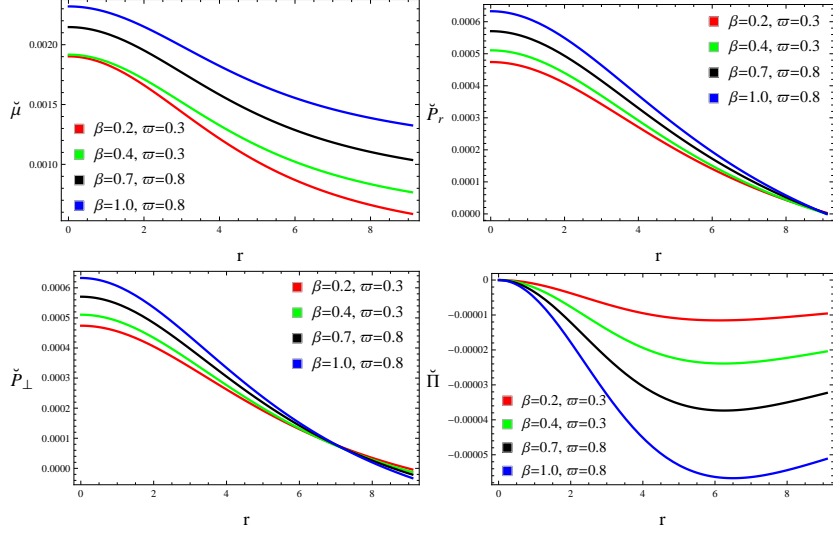 0.0020
0.0015
0.0010
μ̆
β=0.2, ϖ=0.3
β=0.4, ϖ=0.3
β=0.7, ϖ=0.8
β=1.0, ϖ=0.8
0 2 4 6 8
r
0.0006
0.0005
0.0004
0.0003
0.0002
0.0001
0.0000
P̆r
β=0.2, ϖ=0.3
β=0.4, ϖ=0.3
β=0.7, ϖ=0.8
β=1.0, ϖ=0.8
0 2 4 6 8
r
0.0006
0.0005
0.0004
0.0003
0.0002
0.0001
0.0000
P̆⊥
β=0.2, ϖ=0.3
β=0.4, ϖ=0.3
β=0.7, ϖ=0.8
β=1.0, ϖ=0.8
0 2 4 6 8
r
0
−0.00001
−0.00002
−0.00003
−0.00004
−0.00005
Π̆
β=0.2, ϖ=0.3
β=0.4, ϖ=0.3
β=0.7, ϖ=0.8
β=1.0, ϖ=0.8
0 2 4 6 8
r